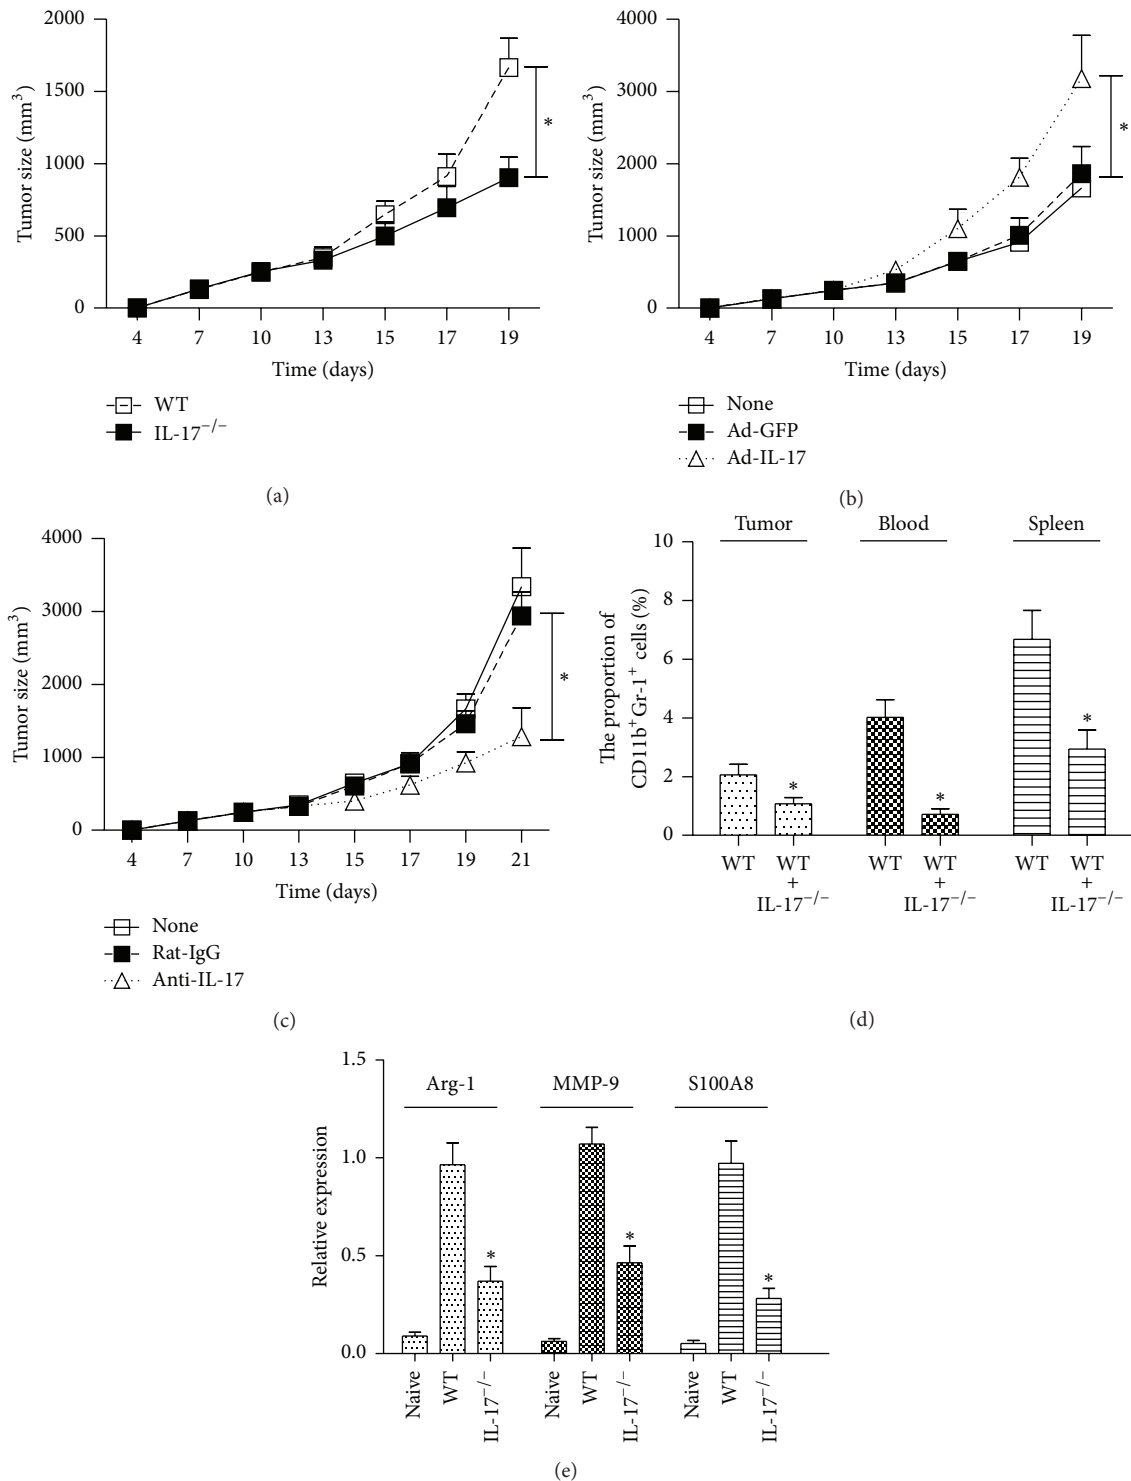 2000
1500
1000
500
0
Tumor size (mm³)
*
4 7 10 13 15 17 19
Time (days)
WT
IL-17⁻/⁻
(a)
4000
3000
2000
1000
0
Tumor size (mm³)
*
4 7 10 13 15 17 19
Time (days)
None
Ad-GFP
Ad-IL-17
(b)
4000
3000
2000
1000
0
Tumor size (mm³)
*
4 7 10 13 15 17 19 21
Time (days)
None
Rat-IgG
Anti-IL-17
(c)
Tumor Blood Spleen
10
8
6
4
2
0
The proportion of
CD11b⁺Gr-1⁺ cells (%)
* * *
WT WT WT WT WT WT
+ + +
IL-17⁻/⁻ IL-17⁻/⁻ IL-17⁻/⁻
(d)
1.5
1.0
0.5
0.0
Relative expression
Arg-1 MMP-9 S100A8
* * *
Naive WT IL-17⁻/⁻ Naive WT IL-17⁻/⁻ Naive WT IL-17⁻/⁻
(e)